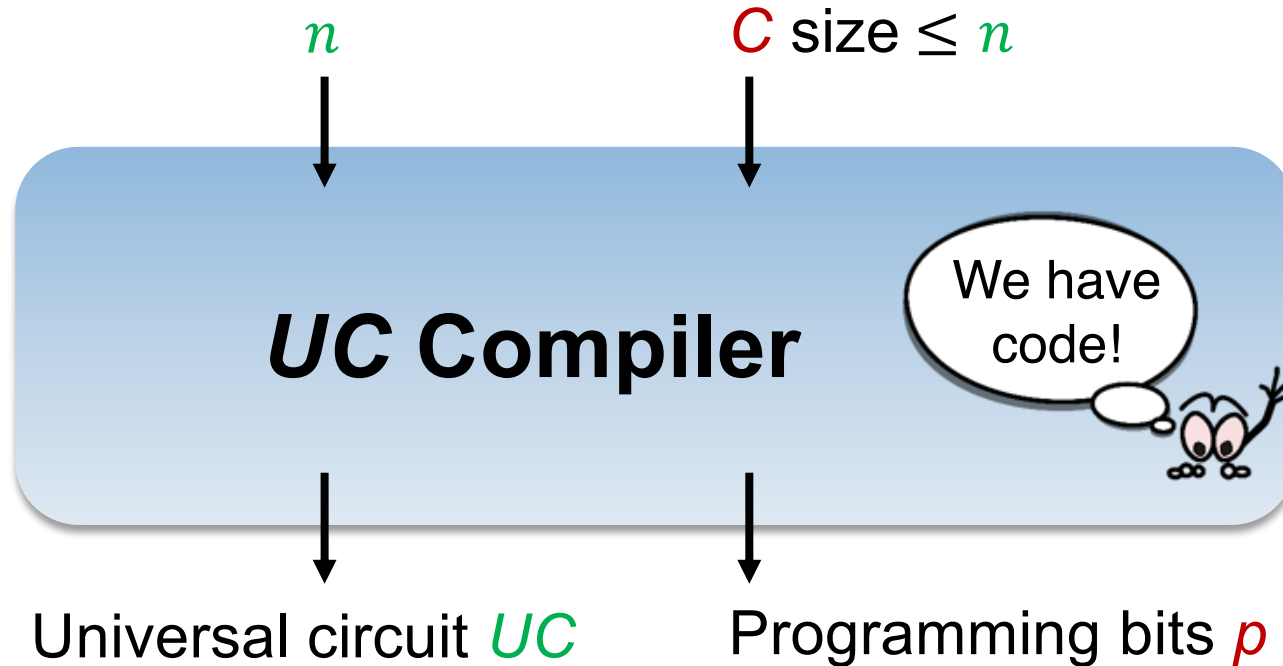 n
C size ≤ n
We have
code!
UC Compiler
Universal circuit UC
Programming bits p